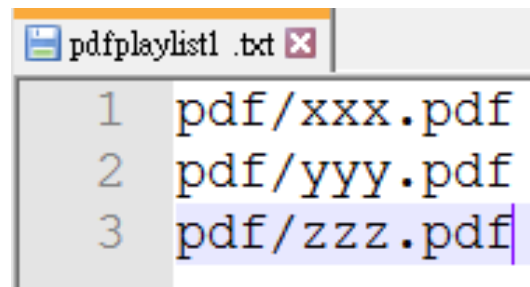 pdfplaylist1 .txt
1 pdf/xxx.pdf
2 pdf/yyy.pdf
3 pdf/zzz.pdf